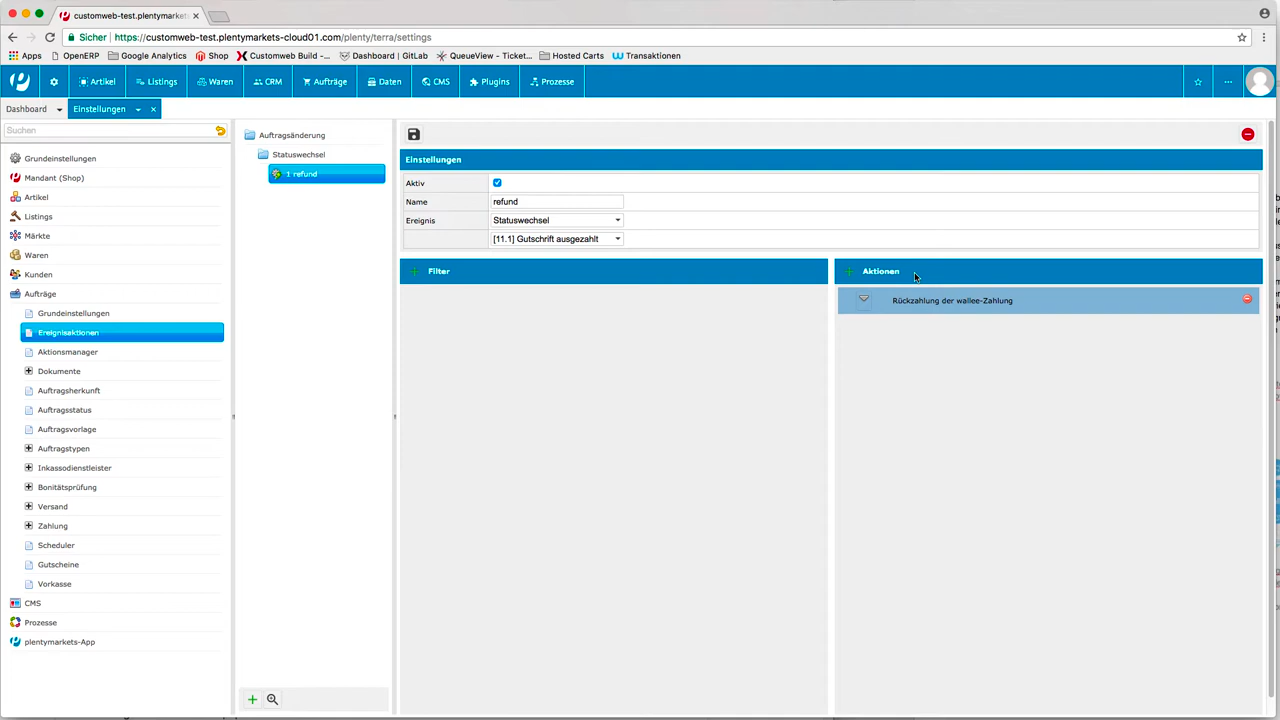 customweb-test.plentymarkets
Sicher https://customweb-test.plentymarkets-cloud01.com/plenty/terra/settings
Apps OpenERP Google Analytics Shop Customweb Build -... Dashboard | GitLab QueueView - Ticket... Hosted Carts Transaktionen
Artikel Listings Waren CRM Aufträge Daten CMS Plugins Prozesse ...
Dashboard Einstellungen
Suchen
Grundeinstellungen
Mandant (Shop)
Artikel
Listings
Märkte
Waren
Kunden
Aufträge
Grundeinstellungen
Ereignisaktionen
Aktionsmanager
Dokumente
Auftragsherkunft
Auftragsstatus
Auftragsvorlage
Auftragstypen
Inkassodienstleister
Bonitätsprüfung
Versand
Zahlung
Scheduler
Gutscheine
Vorkasse
CMS
Prozesse
plentymarkets-App
Auftragsänderung
Statuswechsel
1 refund
Einstellungen
Aktiv
Name refund
Ereignis Statuswechsel
[11.1] Gutschrift ausgezahlt
Filter
Aktionen
Rückzahlung der wallee-Zahlung